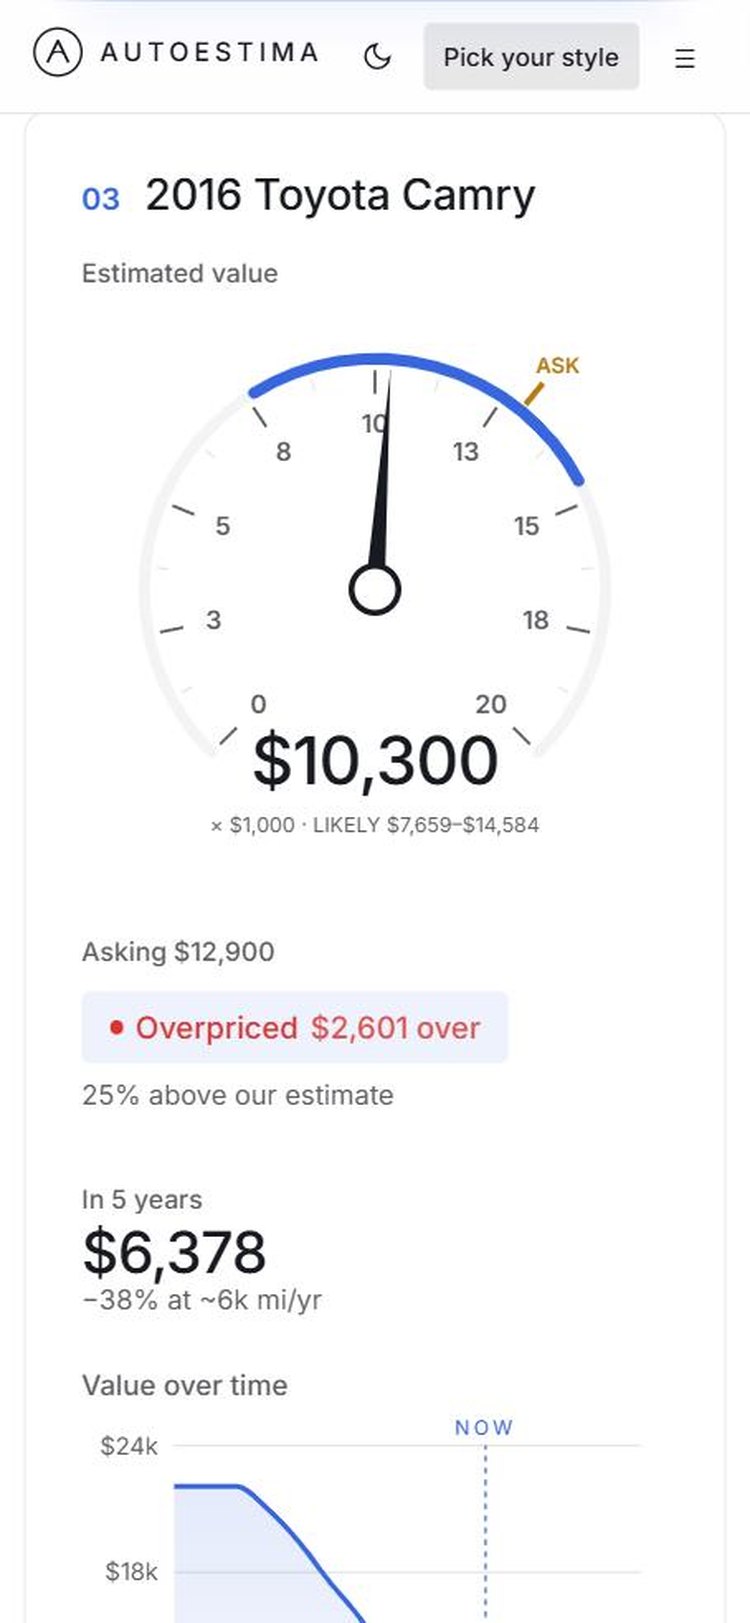 AUTOESTIMA
Pick your style
03 2016 Toyota Camry
Estimated value
ASK
10
8
13
5
15
3
18
0
20
$10,300
× $1,000 · LIKELY $7,659–$14,584
Asking $12,900
Overpriced $2,601 over
25% above our estimate
In 5 years
$6,378
−38% at ~6k mi/yr
Value over time
NOW
$24k
$18k